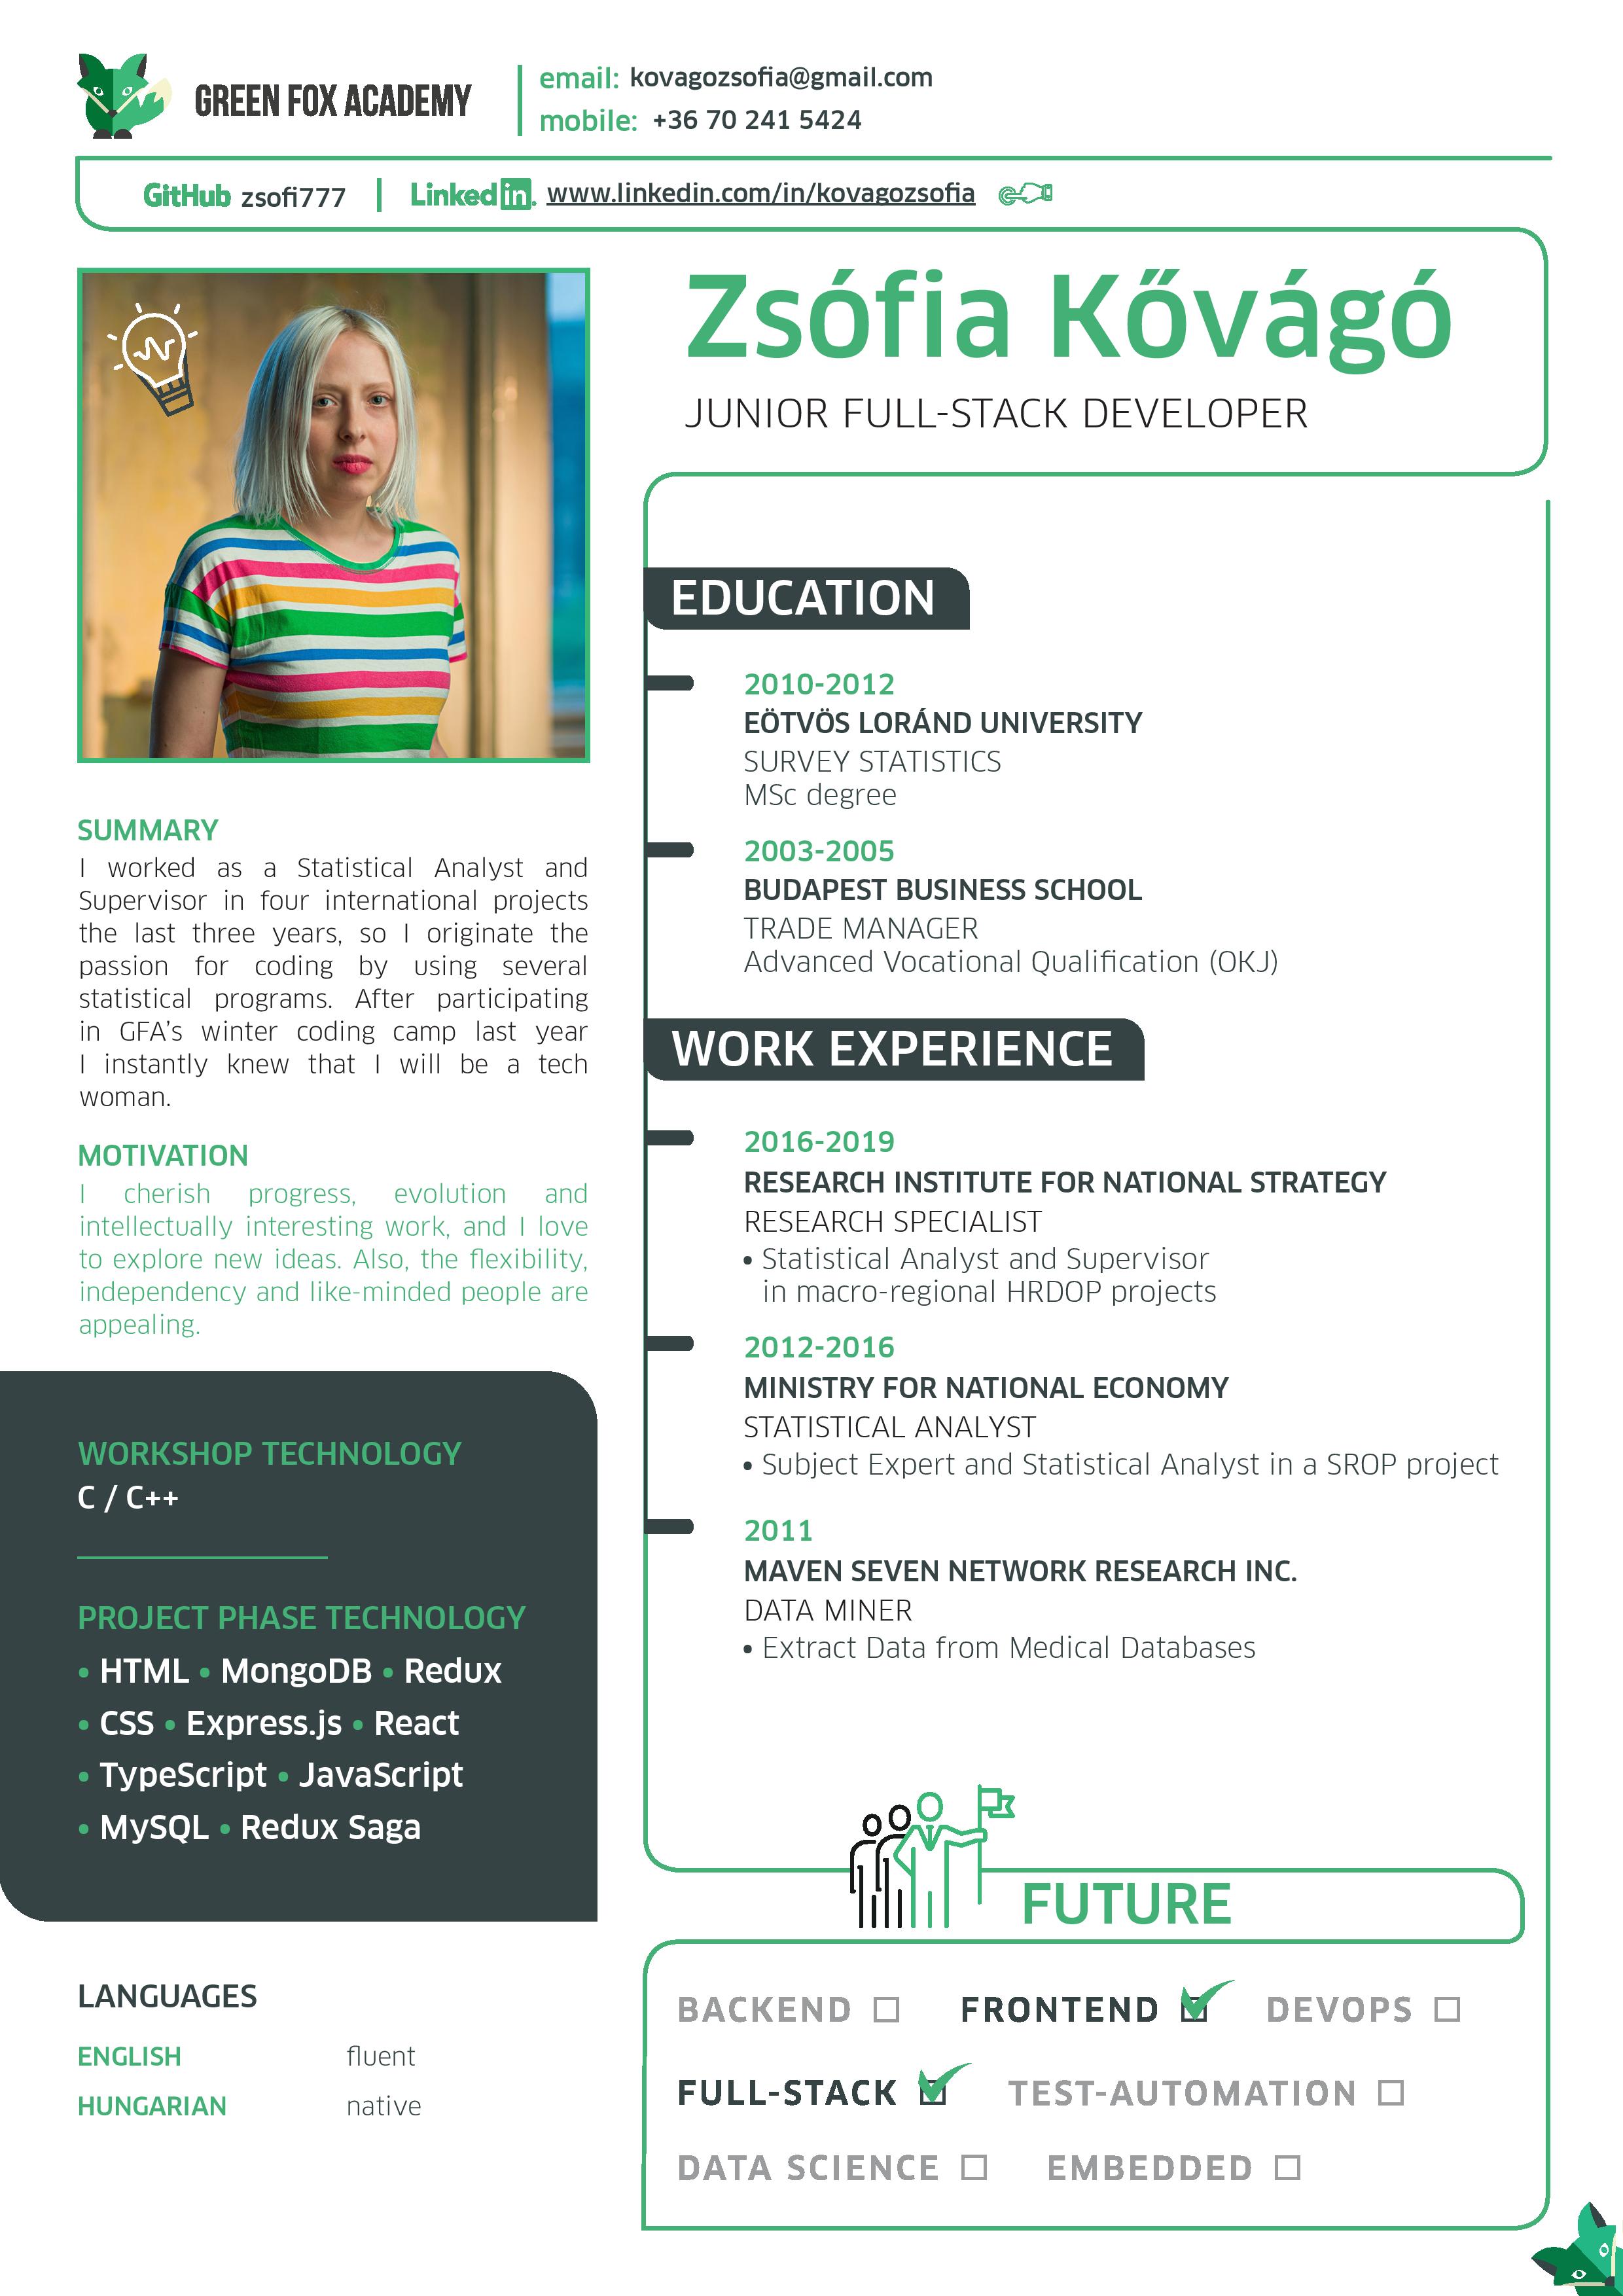 GREEN FOX ACADEMY
email: kovagozsofia@gmail.com
mobile: +36 70 241 5424
GitHub zsofi777
LinkedIn. www.linkedin.com/in/kovagozsofia
Zsófia Kővágó
JUNIOR FULL-STACK DEVELOPER
SUMMARY
I worked as a Statistical Analyst and
Supervisor in four international projects
the last three years, so I originate the
passion for coding by using several
statistical programs. After participating
in GFA’s winter coding camp last year
I instantly knew that I will be a tech
woman.
MOTIVATION
I cherish progress, evolution and
intellectually interesting work, and I love
to explore new ideas. Also, the flexibility,
independency and like-minded people are
appealing.
WORKSHOP TECHNOLOGY
C / C++
PROJECT PHASE TECHNOLOGY
• HTML • MongoDB • Redux
• CSS • Express.js • React
• TypeScript • JavaScript
• MySQL • Redux Saga
LANGUAGES
ENGLISH fluent
HUNGARIAN native
EDUCATION
2010-2012
EÖTVÖS LORÁND UNIVERSITY
SURVEY STATISTICS
MSc degree
2003-2005
BUDAPEST BUSINESS SCHOOL
TRADE MANAGER
Advanced Vocational Qualification (OKJ)
WORK EXPERIENCE
2016-2019
RESEARCH INSTITUTE FOR NATIONAL STRATEGY
RESEARCH SPECIALIST
• Statistical Analyst and Supervisor
in macro-regional HRDOP projects
2012-2016
MINISTRY FOR NATIONAL ECONOMY
STATISTICAL ANALYST
• Subject Expert and Statistical Analyst in a SROP project
2011
MAVEN SEVEN NETWORK RESEARCH INC.
DATA MINER
• Extract Data from Medical Databases
FUTURE
BACKEND FRONTEND DEVOPS
FULL-STACK TEST-AUTOMATION
DATA SCIENCE EMBEDDED